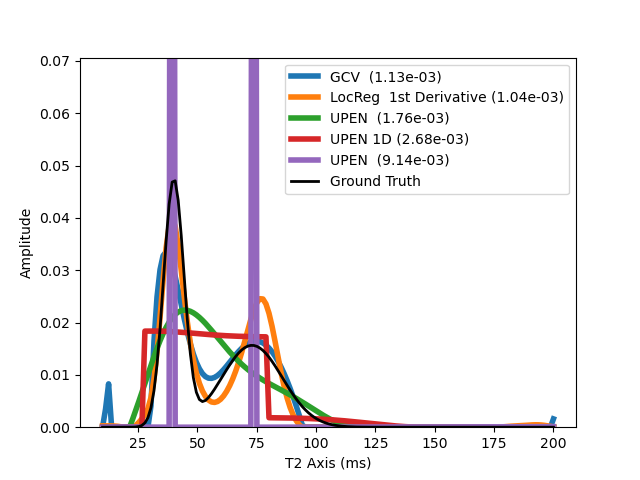 0.07
0.06
0.05
0.04
0.03
0.02
0.01
0.00
Amplitude
25
50
75
100
125
150
175
200
T2 Axis (ms)
GCV  (1.13e-03)
LocReg  1st Derivative (1.04e-03)
UPEN  (1.76e-03)
UPEN 1D (2.68e-03)
UPEN  (9.14e-03)
Ground Truth